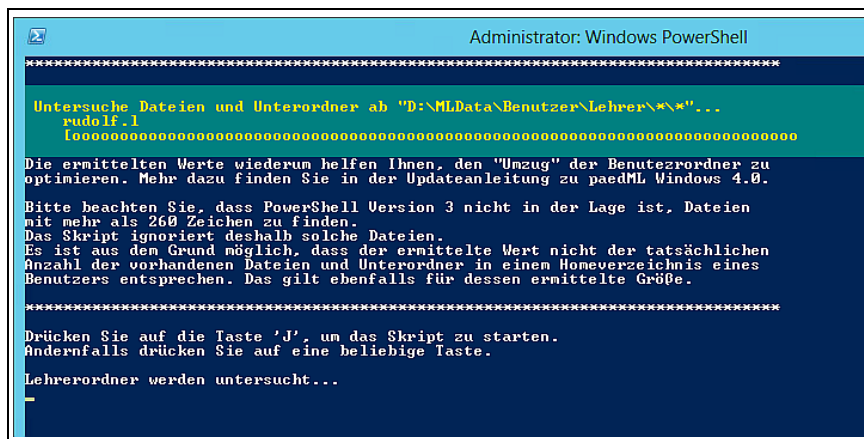 Administrator: Windows PowerShell
*******************************************************************************
Untersuche Dateien und Unterordner ab "D:\MLData\Benutzer\Lehrer\*\*"...
rudolf.l
[oooooooooooooooooooooooooooooooooooooooooooooooooooooooooooooooooooooooooooo
Die ermittelten Werte wiederum helfen Ihnen, den "Umzug" der Benutezrordner zu
optimieren. Mehr dazu finden Sie in der Updateanleitung zu paedML Windows 4.0.
Bitte beachten Sie, dass PowerShell Version 3 nicht in der Lage ist, Dateien
mit mehr als 260 Zeichen zu finden.
Das Skript ignoriert deshalb solche Dateien.
Es ist aus dem Grund möglich, dass der ermittelte Wert nicht der tatsächlichen
Anzahl der vorhandenen Dateien und Unterordner in einem Homeverzeichnis eines
Benutzers entsprechen. Das gilt ebenfalls für dessen ermittelte Größe.
*******************************************************************************
Drücken Sie auf die Taste 'J', um das Skript zu starten.
Andernfalls drücken Sie auf eine beliebige Taste.
Lehrerordner werden untersucht...